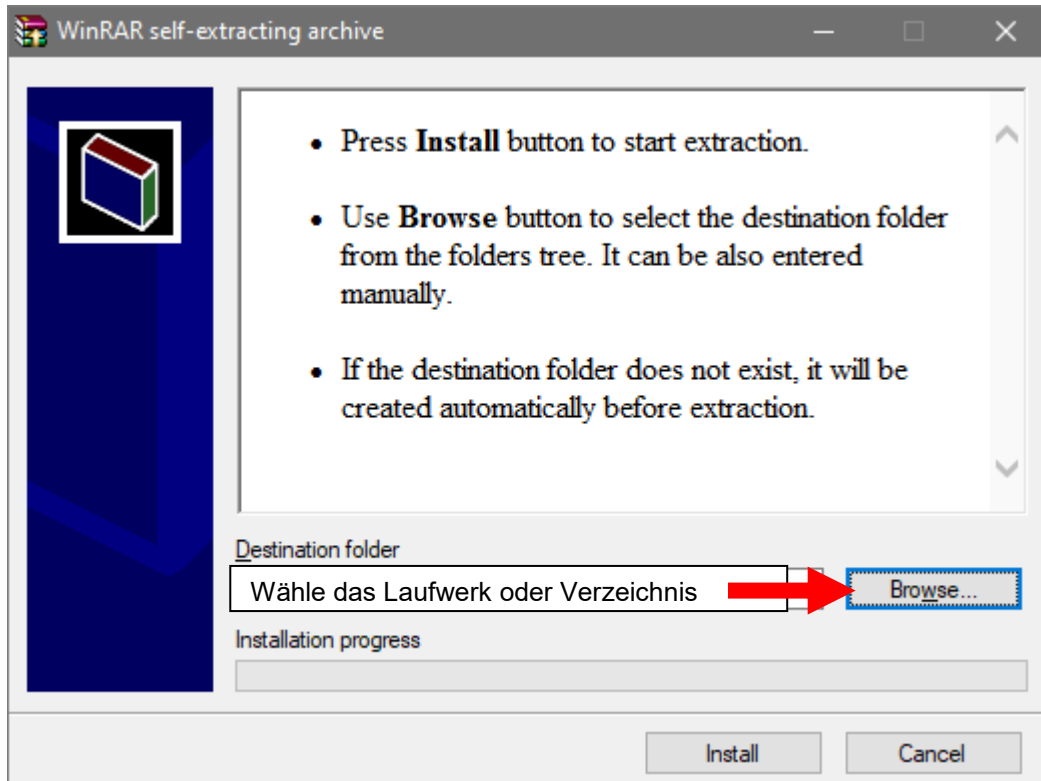 WinRAR self-extracting archive
• Press Install button to start extraction.
• Use Browse button to select the destination folder
from the folders tree. It can be also entered
manually.
• If the destination folder does not exist, it will be
created automatically before extraction.
Destination folder
Wähle das Laufwerk oder Verzeichnis
Browse...
Installation progress
Install
Cancel